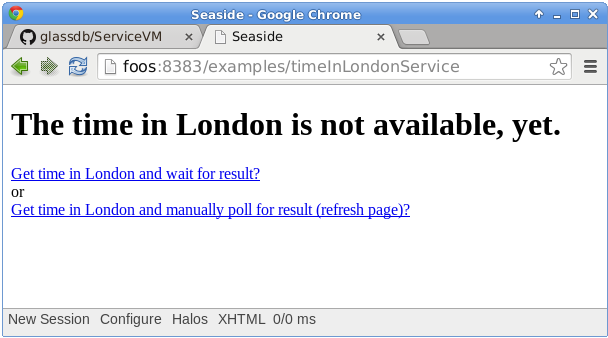 Seaside - Google Chrome
glassdb/ServiceVM
Seaside
foos:8383/examples/timeInLondonService
The time in London is not available, yet.
Get time in London and wait for result?
or
Get time in London and manually poll for result (refresh page)?
New Session Configure Halos XHTML 0/0 ms